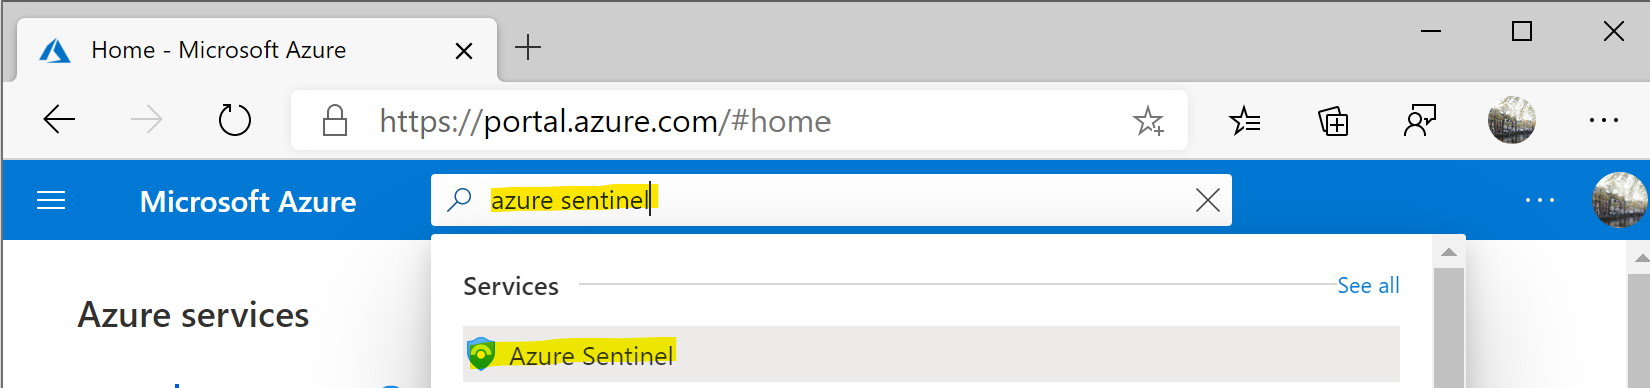 Home - Microsoft Azure
https://portal.azure.com/#home
Microsoft Azure
azure sentinel
Services
See all
Azure services
Azure Sentinel